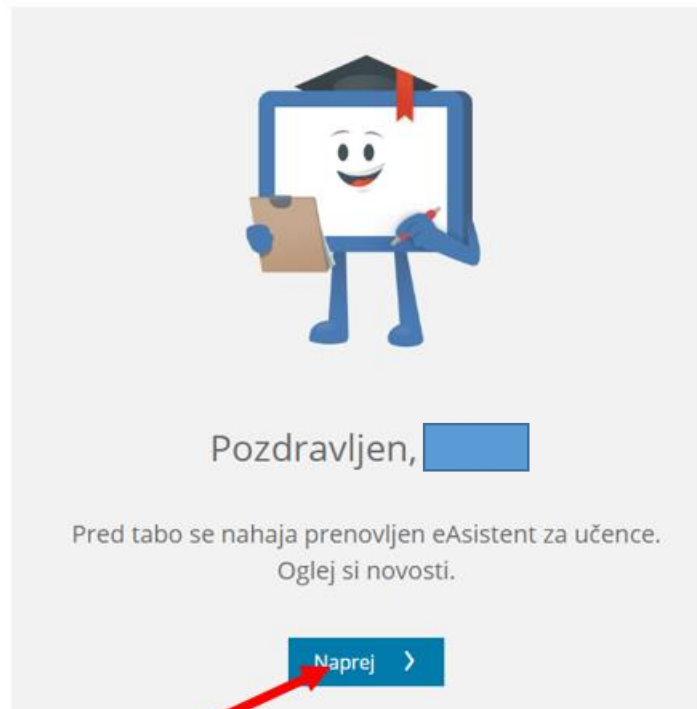 Pozdravljen,
Pred tabo se nahaja prenovljen eAsistent za učence.
Oglej si novosti.
Naprej